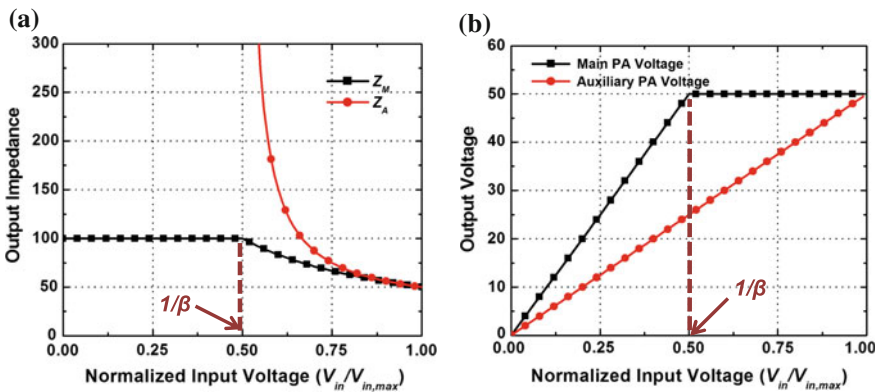 (a)
300
250
200
150
100
50
0
Output Impedance
Z_M
Z_A
1/β
0.00 0.25 0.50 0.75 1.00
Normalized Input Voltage (V_in/V_in,max)
(b)
60
50
40
30
20
10
0
Output Voltage
Main PA Voltage
Auxiliary PA Voltage
1/β
0.00 0.25 0.50 0.75 1.00
Normalized Input Voltage (V_in/V_in,max)